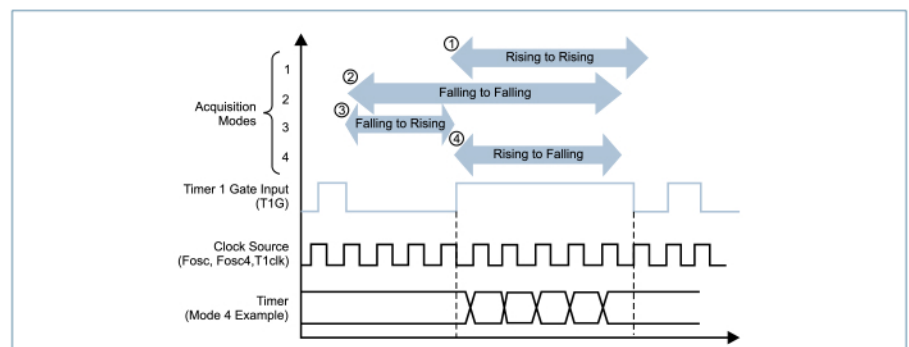 ① Rising to Rising
1
② Falling to Falling
2
Acquisition
Modes
③ Falling to Rising
3
④ Rising to Falling
4
Timer 1 Gate Input
(T1G)
Clock Source
(Fosc, Fosc4,T1clk)
Timer
(Mode 4 Example)